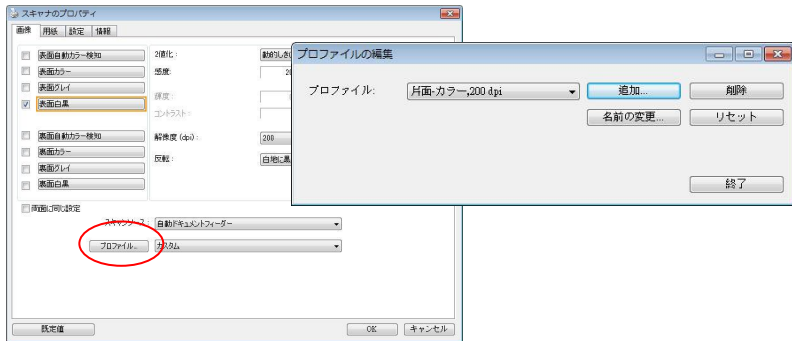 スキャナのプロパティ
画像 用紙 設定 情報
表面自動カラー検知
表面カラー
表面グレイ
表面白黒
裏面自動カラー検知
裏面カラー
裏面グレイ
裏面白黒
両面に同じ設定
2値化:
感度:
輝度:
コントラスト:
解像度 (dpi): 200
反転:
スキャンソース: 自動ドキュメントフィーダー
プロファイル... カスタム
既定値 OK キャンセル
プロファイルの編集
プロファイル: 片面-カラー,200 dpi 追加... 削除
名前の変更... リセット
終了